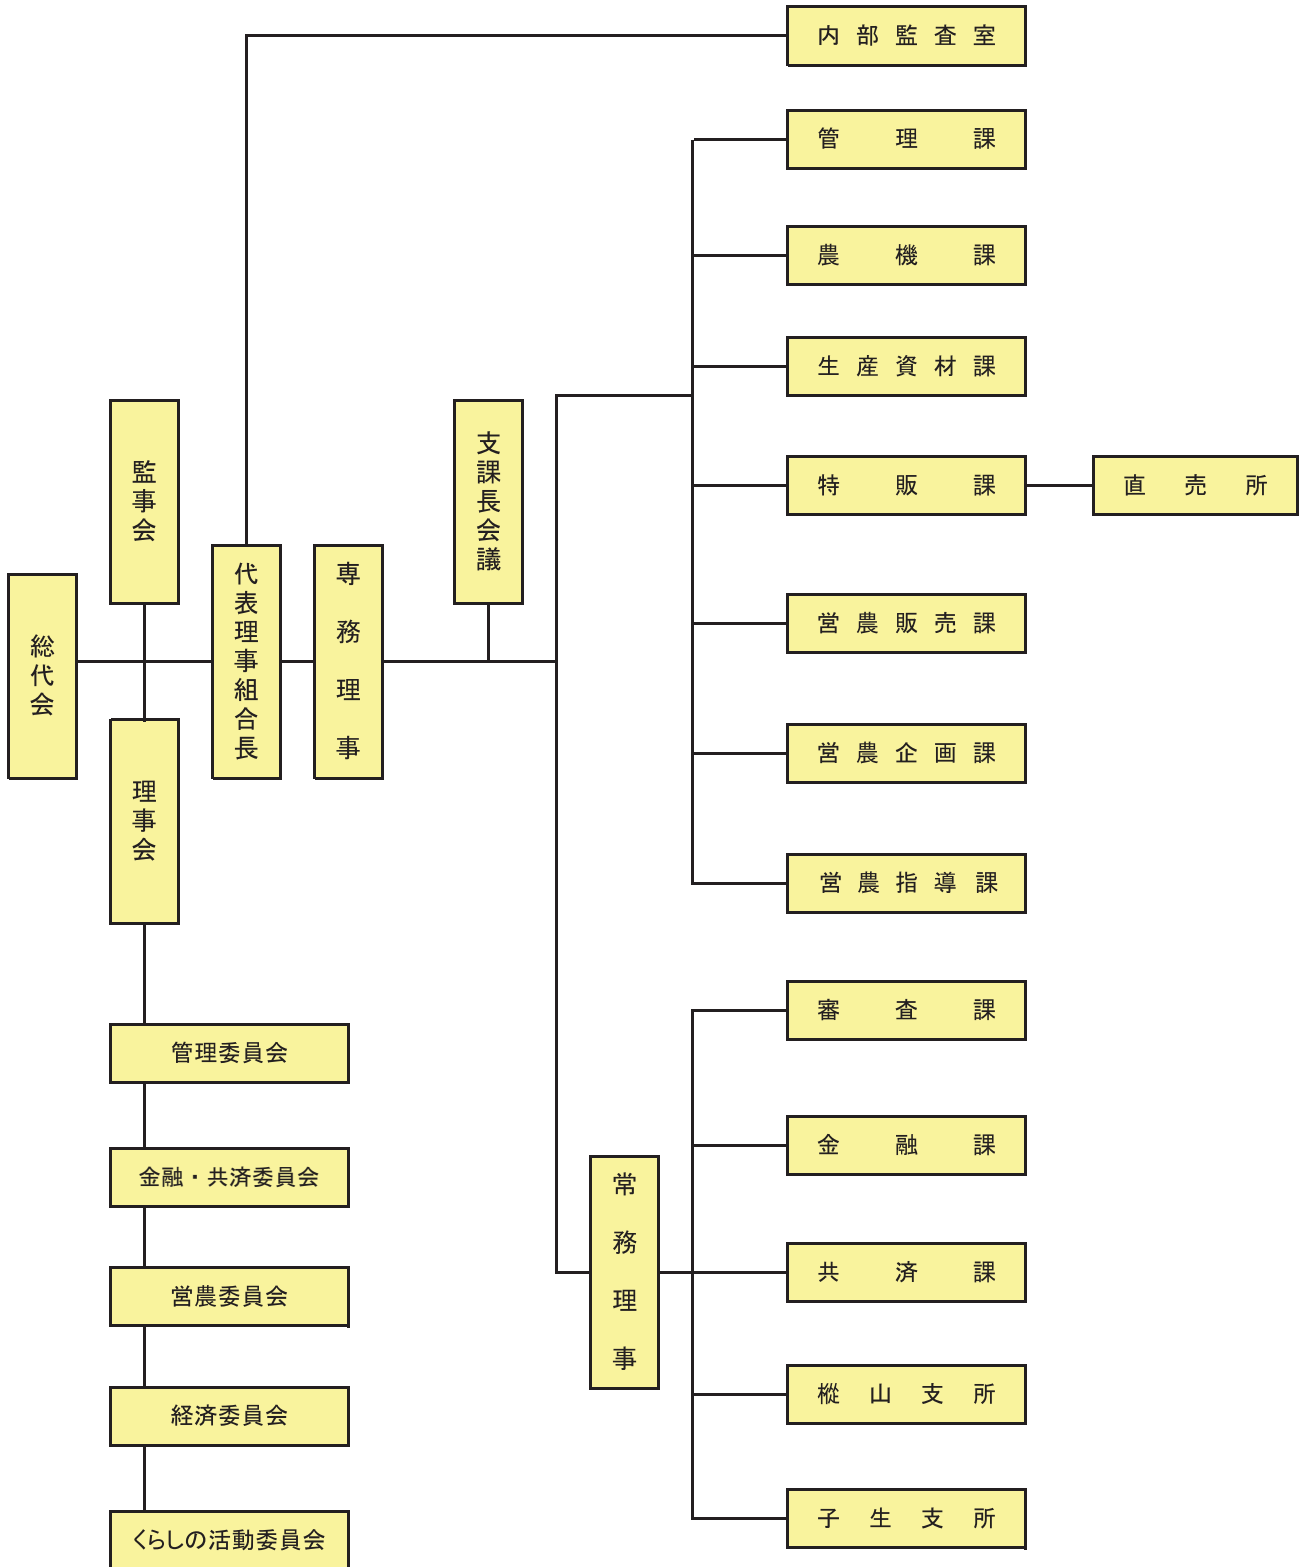 内部監査室
管理課
農機課
生産資材課
特販課
直売所
営農販売課
営農企画課
営農指導課
総代会
監事会
理事会
代表理事組合長
専務理事
支課長会議
常務理事
審査課
金融課
共済課
樅山支所
子生支所
管理委員会
金融・共済委員会
営農委員会
経済委員会
くらしの活動委員会